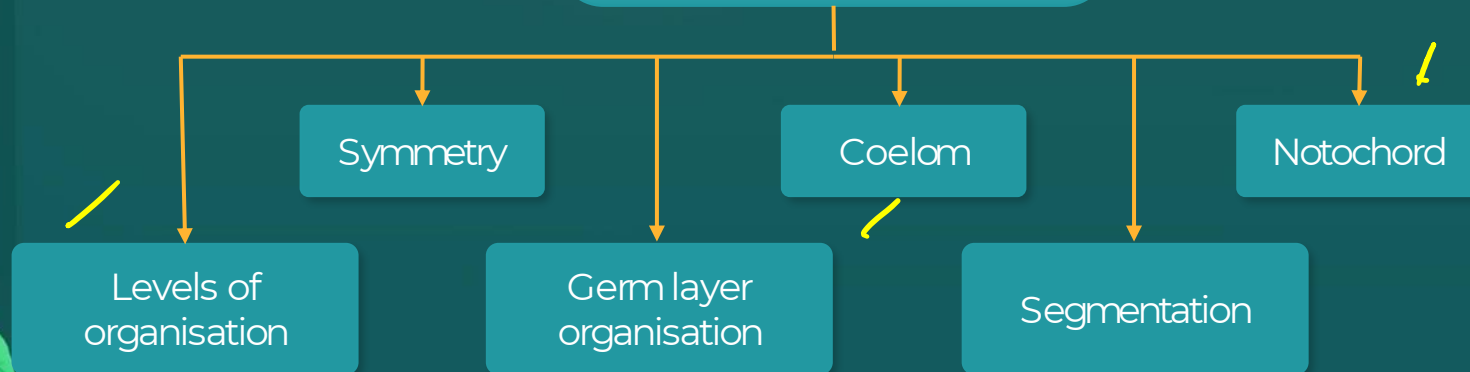 Symmetry
Coelom
Notochord
Levels of
organisation
Germ layer
organisation
Segmentation